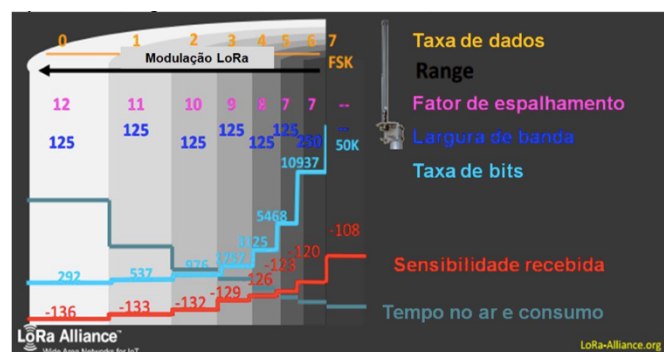 0 1 2 3 4 5 6 7
Modulação LoRa
FSK
12 11 10 9 8 7 7 --
125 125 125 125 125 125 250 --
50K
10937
5468
3125
1757
976
537
292
-108
-120
-123
-126
-129
-132
-133
-136
Taxa de dados
Range
Fator de espalhamento
Largura de banda
Taxa de bits
Sensibilidade recebida
Tempo no ar e consumo
LoRa Alliance™
Wide Area Networks for IoT
LoRa-Alliance.org